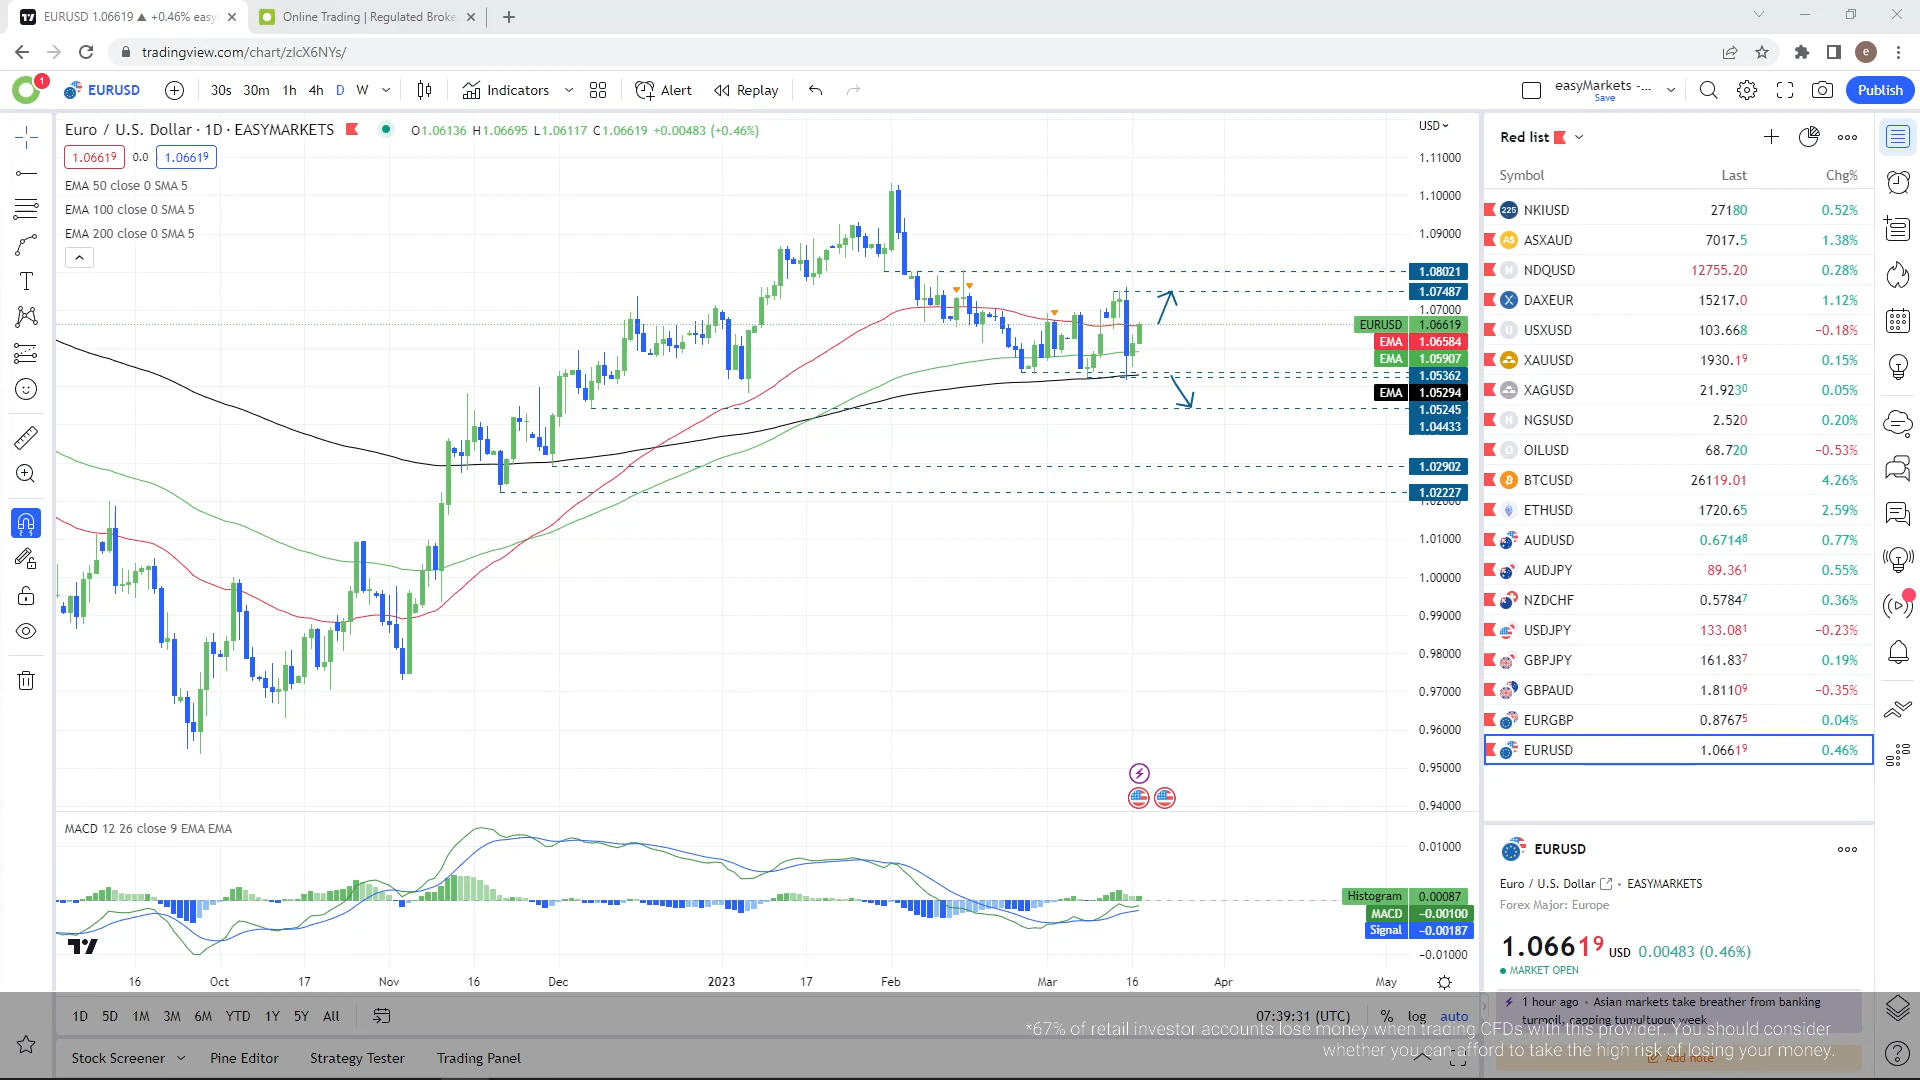 EURUSD 1.06619 ▲ +0.46% easy
Online Trading | Regulated Broke
tradingview.com/chart/zlcX6NYs/
e
1
EURUSD
30s 30m 1h 4h D W
Indicators
Alert
Replay
easyMarkets -...
Save
Publish
Euro / U.S. Dollar · 1D · EASYMARKETS
O1.06136 H1.06695 L1.06117 C1.06619 +0.00483 (+0.46%)
1.06619 0.0 1.06619
EMA 50 close 0 SMA 5
EMA 100 close 0 SMA 5
EMA 200 close 0 SMA 5
USD
1.11000
1.10000
1.09000
1.08021
1.07487
1.07000
EURUSD 1.06619
EMA 1.06584
EMA 1.05907
1.05362
EMA 1.05294
1.05245
1.04433
1.02902
1.02227
1.01000
1.00000
0.99000
0.98000
0.97000
0.96000
0.95000
0.94000
MACD 12 26 close 9 EMA EMA
0.01000
Histogram 0.00087
MACD −0.00100
Signal −0.00187
−0.01000
16 Oct 17 Nov 16 Dec 2023 17 Feb Mar 16 Apr May
1D 5D 1M 3M 6M YTD 1Y 5Y All
07:39:31 (UTC) % log auto
Stock Screener Pine Editor Strategy Tester Trading Panel
Red list
Symbol Last Chg%
225 NKIUSD 27180 0.52%
A$ ASXAUD 7017.5 1.38%
N NDQUSD 12755.20 0.28%
X DAXEUR 15217.0 1.12%
U USXUSD 103.668 −0.18%
XAUUSD 1930.19 0.15%
XAGUSD 21.9230 0.05%
N NGSUSD 2.520 0.20%
O OILUSD 68.720 −0.53%
BTCUSD 26119.01 4.26%
ETHUSD 1720.65 2.59%
AUDUSD 0.67148 0.77%
AUDJPY 89.361 0.55%
NZDCHF 0.57847 0.36%
USDJPY 133.081 −0.23%
GBPJPY 161.837 0.19%
GBPAUD 1.81109 −0.35%
EURGBP 0.87675 0.04%
EURUSD 1.06619 0.46%
EURUSD
Euro / U.S. Dollar • EASYMARKETS
Forex Major: Europe
1.06619 USD 0.00483 (0.46%)
MARKET OPEN
1 hour ago • Asian markets take breather from banking
turmoil, capping tumultuous week
Add note
*67% of retail investor accounts lose money when trading CFDs with this provider. You should consider
whether you can afford to take the high risk of losing your money.